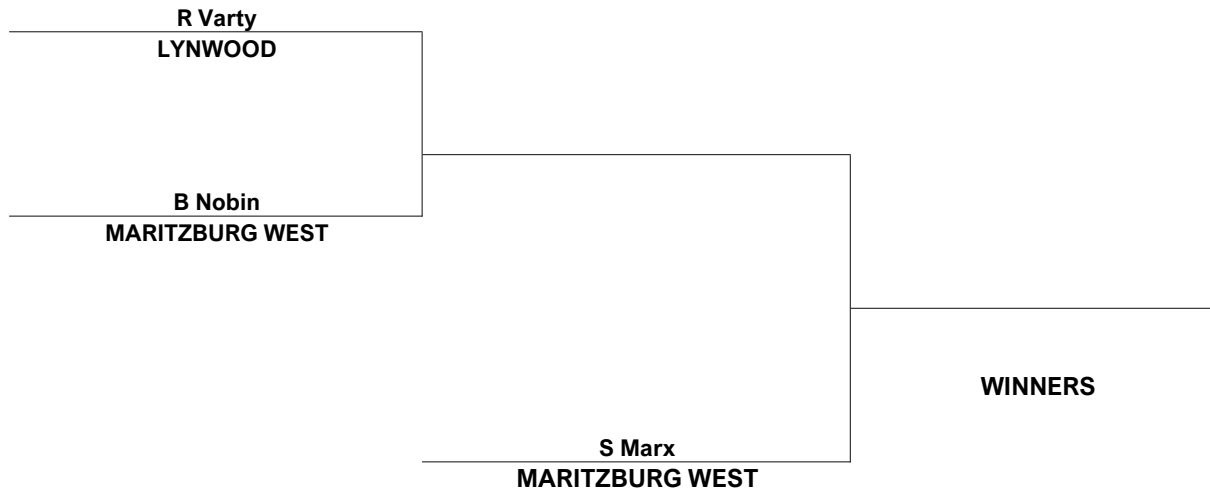 R Varty
LYNWOOD
B Nobin
MARITZBURG WEST
WINNERS
S Marx
MARITZBURG WEST